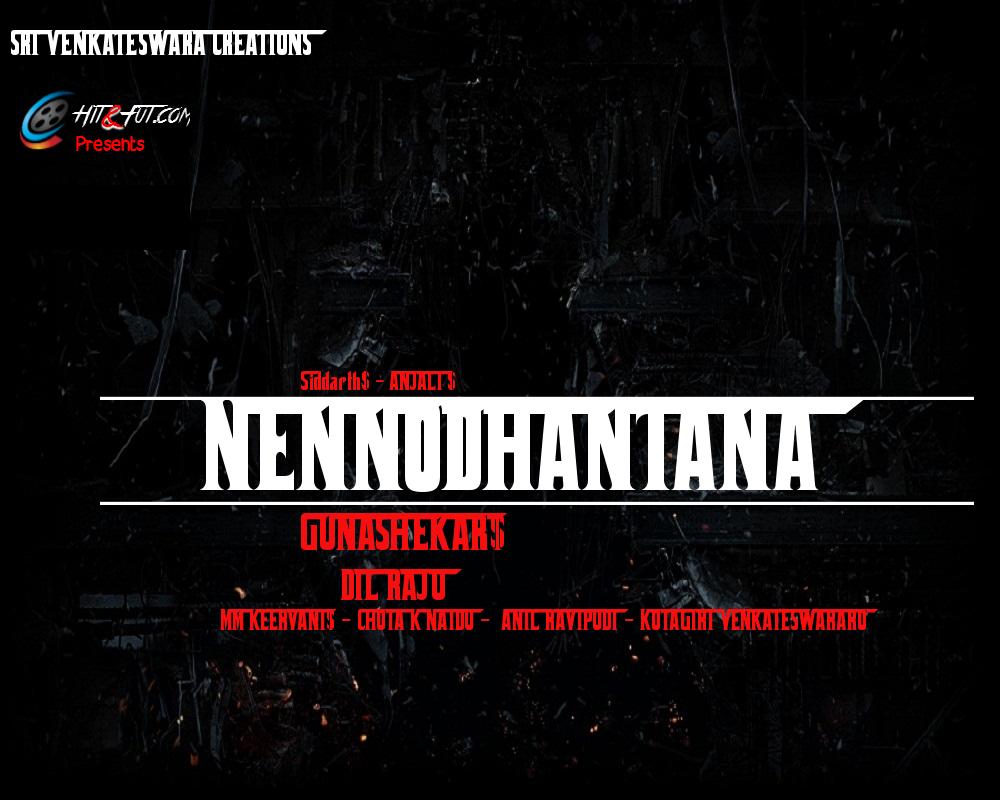 SRI VENKATESWARA CREATIONS
HIT&FUT.COM
Presents
Siddarth$ - ANJALI$
NENNODHANTANA
GUNASHEKAR$
DIL RAJU
MM KEERVANI$ - CHOTA K NAIDU - ANIL RAVIPUDI - KOTAGIRI VENKATESWARARO